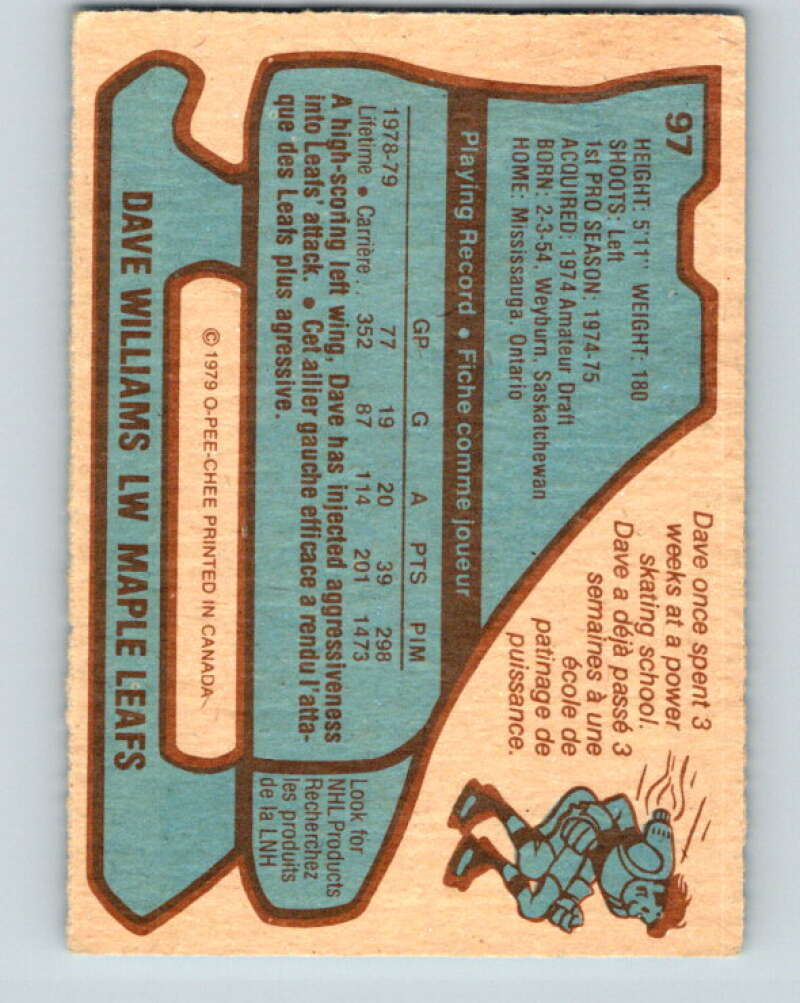 97
HEIGHT: 5'11" WEIGHT: 180
SHOOTS: Left
1st PRO SEASON: 1974-75
ACQUIRED: 1974 Amateur Draft
BORN: 2-3-54, Weyburn, Saskatchewan
HOME: Mississauga, Ontario
Dave once spent 3
weeks at a power
skating school.
Dave a déjà passé 3
semaines à une
école de
patinage de
puissance.
Playing Record • Fiche comme joueur
GP G A PTS PIM
1978-79 77 19 20 39 298
Lifetime • Carrière . . 352 87 114 201 1473
A high-scoring left wing, Dave has injected aggressiveness
into Leafs' attack. • Cet ailier gauche efficace a rendu l'atta-
que des Leafs plus agressive.
Look for
NHL Products
Recherchez
les produits
de la LNH
© 1979 O-PEE-CHEE PRINTED IN CANADA
DAVE WILLIAMS LW MAPLE LEAFS